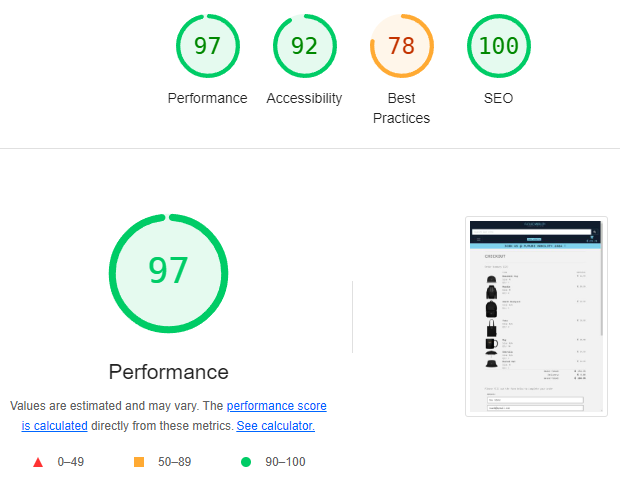 97
92
78
100
Performance
Accessibility
Best
Practices
SEO
97
Performance
Values are estimated and may vary. The performance score
is calculated directly from these metrics. See calculator.
0–49
50–89
90–100
CHECKOUT